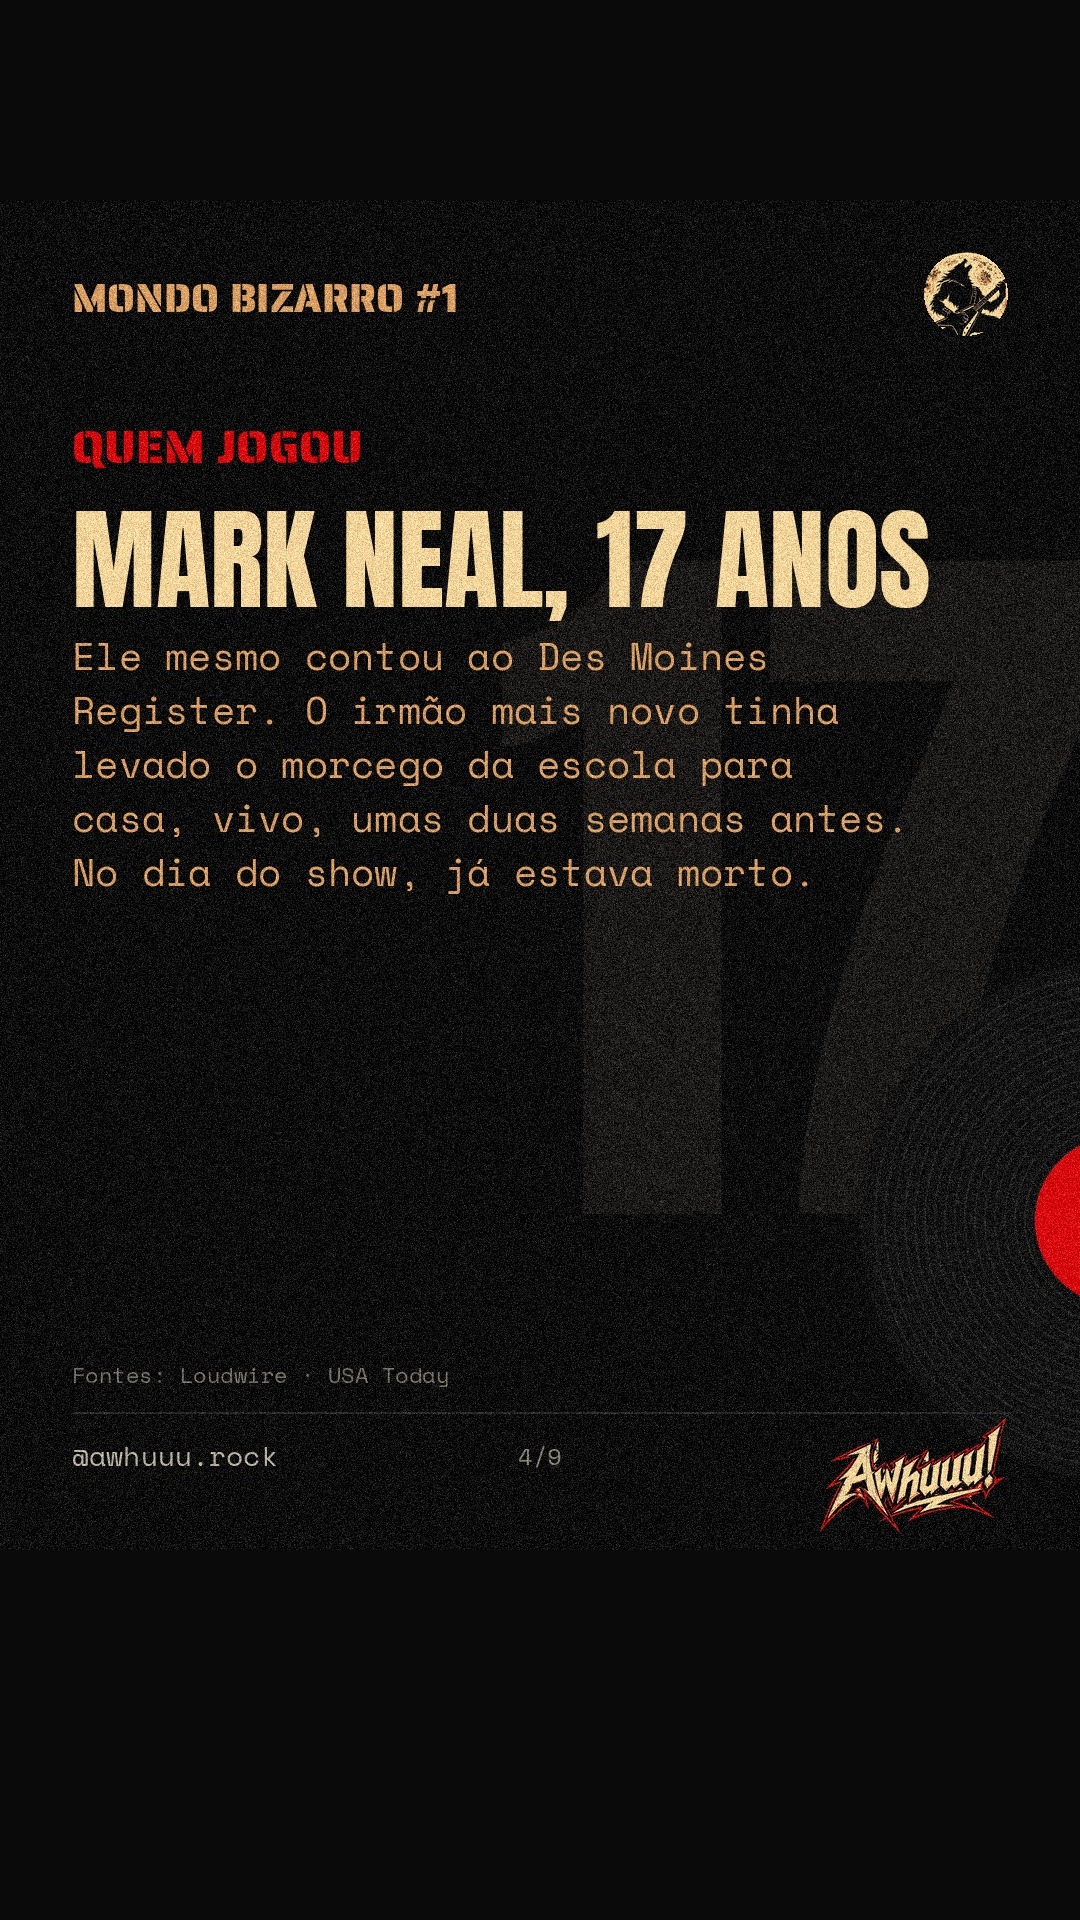 MONDO BIZARRO #1
QUEM JOGOU
MARK NEAL, 17 ANOS
17
Ele mesmo contou ao Des Moines
Register. O irmão mais novo tinha
levado o morcego da escola para
casa, vivo, umas duas semanas antes.
No dia do show, já estava morto.
Fontes: Loudwire · USA Today
@awhuuu.rock
4/9
Awhuuu!